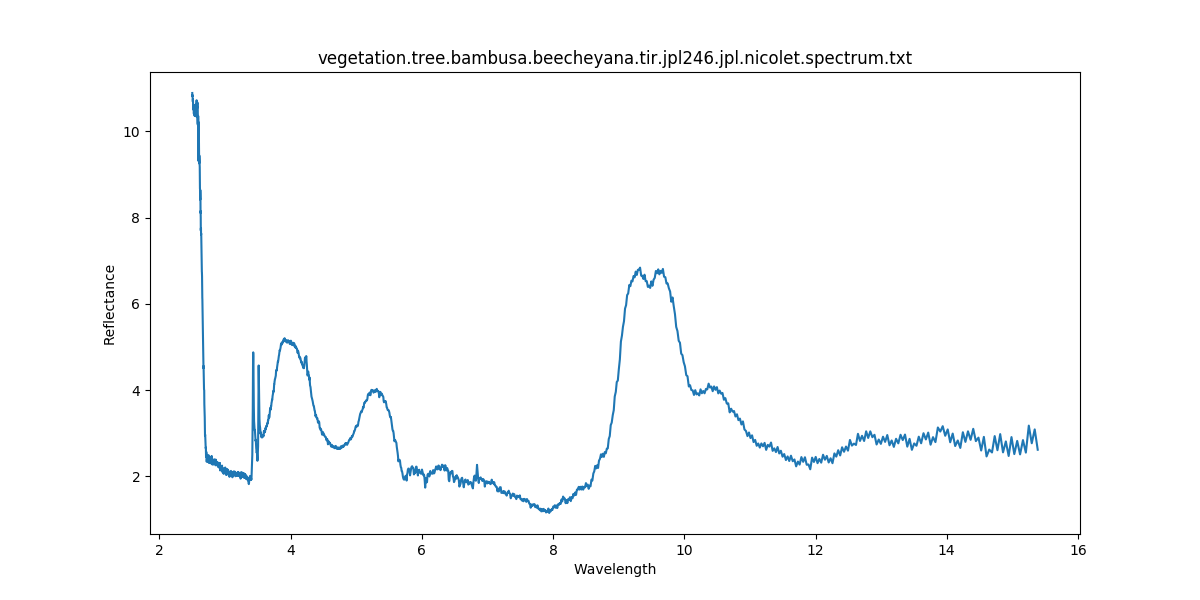 vegetation.tree.bambusa.beecheyana.tir.jpl246.jpl.nicolet.spectrum.txt
10
8
6
4
2
Reflectance
2 4 6 8 10 12 14 16
Wavelength